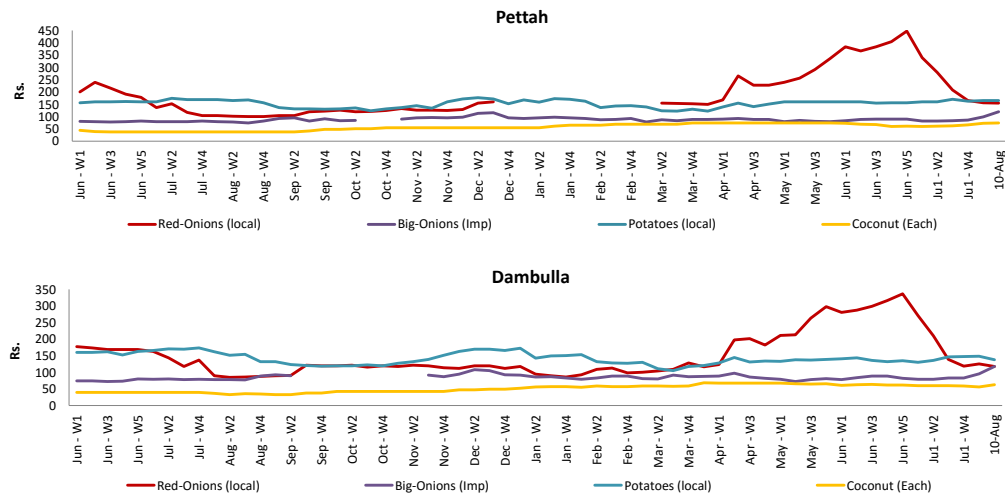 Pettah
450
400
350
300
250
200
150
100
50
0
Rs.
Jun - W1
Jun - W3
Jun - W5
Jul - W2
Jul - W4
Aug - W2
Aug - W4
Sep - W2
Sep - W4
Oct - W2
Oct - W4
Nov - W2
Nov - W4
Dec - W2
Dec - W4
Jan - W2
Jan - W4
Feb - W2
Feb - W4
Mar - W2
Mar - W4
Apr - W1
Apr - W3
May - W1
May - W3
Jun - W1
Jun - W3
Jun - W5
Ju1 - W2
Ju1 - W4
10-Aug
Red-Onions (local)
Big-Onions (Imp)
Potatoes (local)
Coconut (Each)
Dambulla
350
300
250
200
150
100
50
0
Rs.
Jun - W1
Jun - W3
Jun - W5
Jul - W2
Jul - W4
Aug - W2
Aug - W4
Sep - W2
Sep - W4
Oct - W2
Oct - W4
Nov - W2
Nov - W4
Dec - W2
Dec - W4
Jan - W2
Jan - W4
Feb - W2
Feb - W4
Mar - W2
Mar - W4
Apr - W1
Apr - W3
May - W1
May - W3
Jun - W1
Jun - W3
Jun - W5
Ju1 - W2
Ju1 - W4
10-Aug
Red-Onions (local)
Big-Onions (Imp)
Potatoes (local)
Coconut (Each)